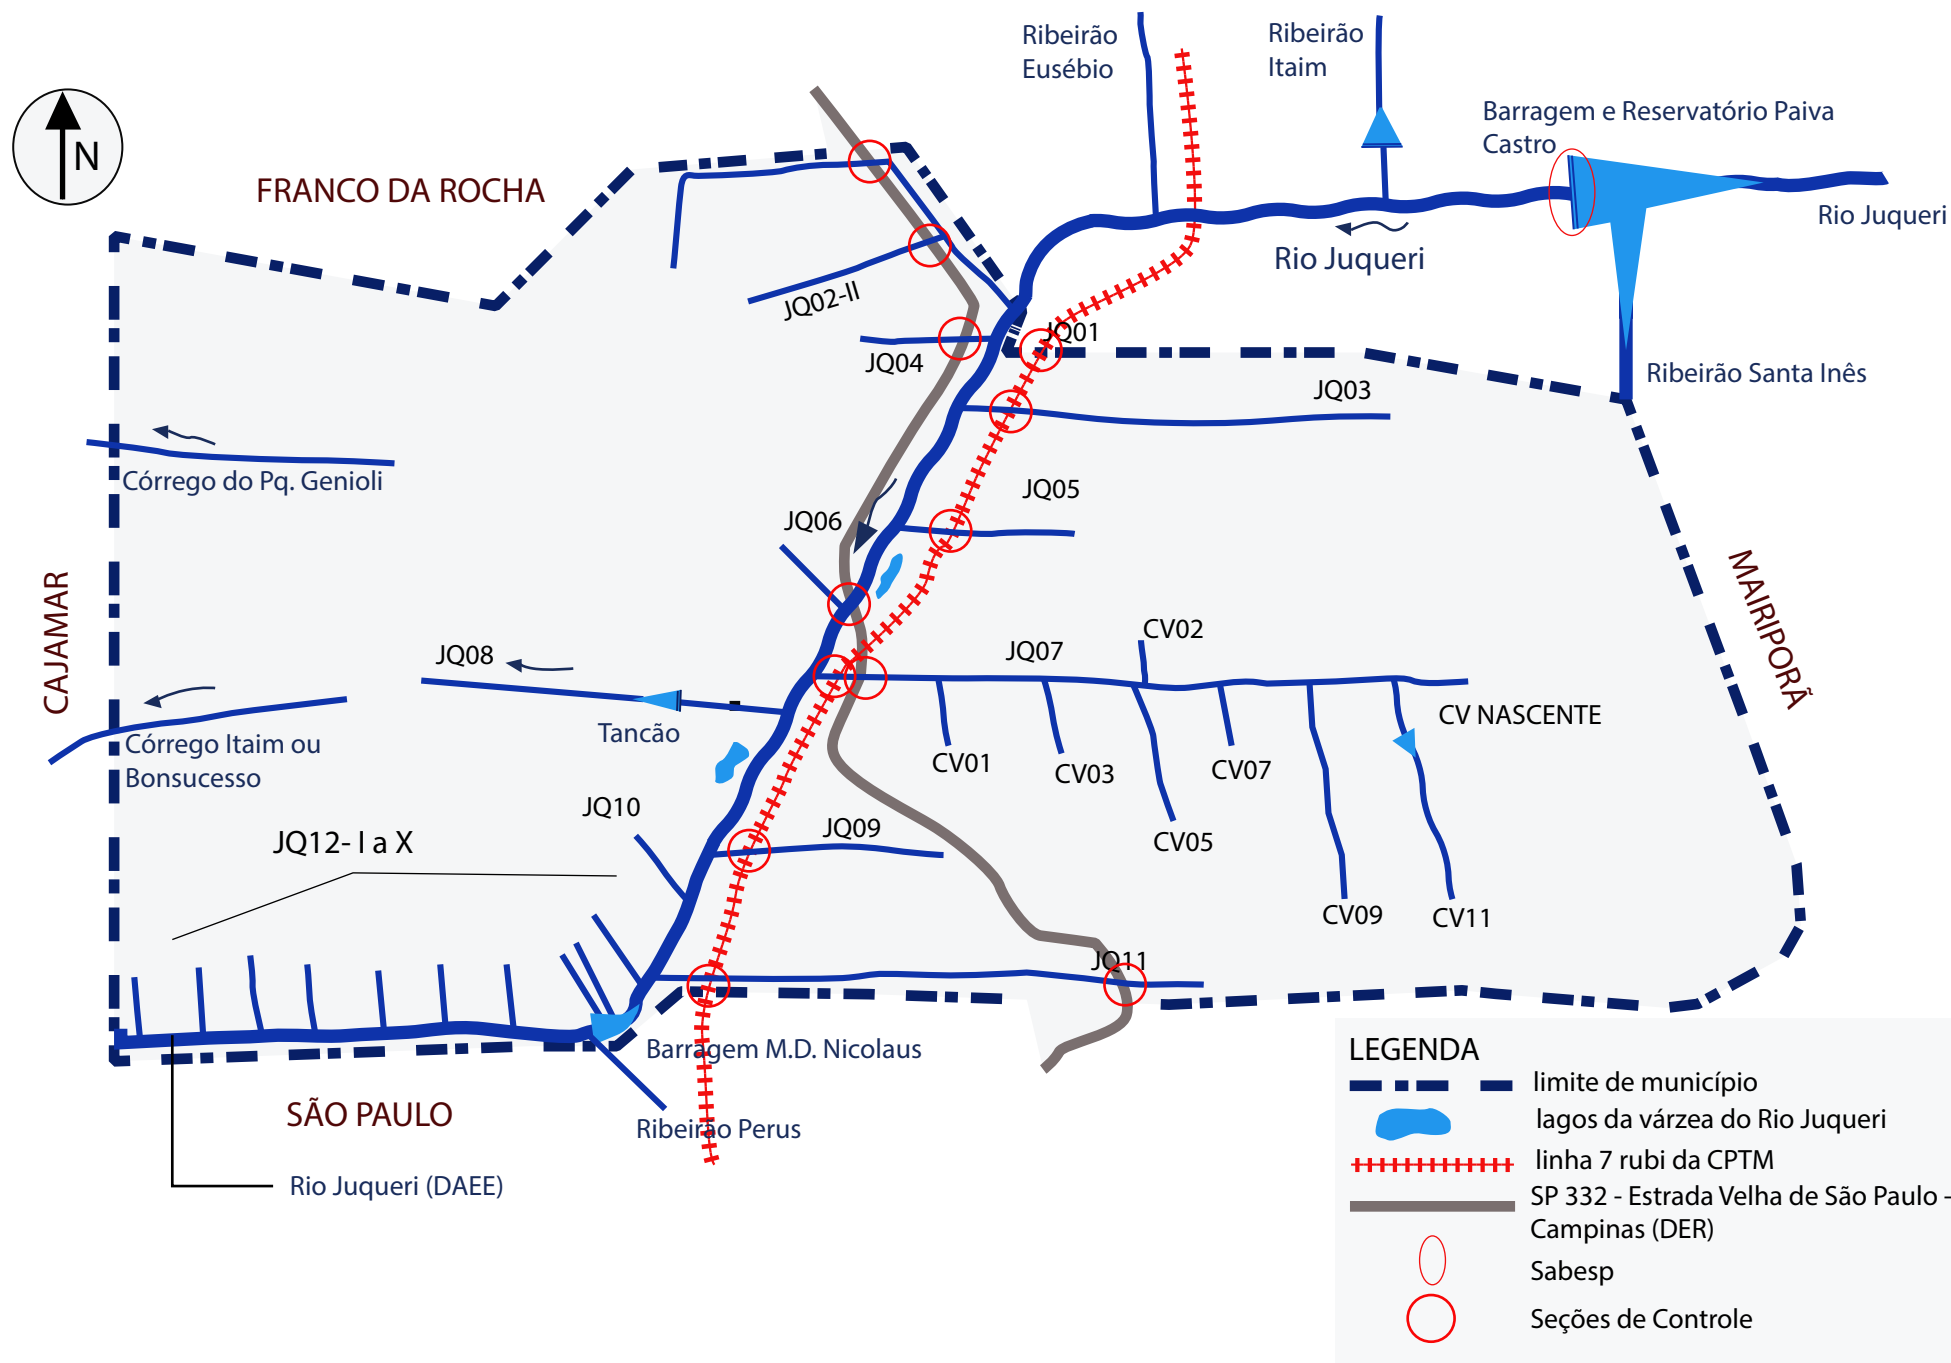 Ribeirão
Eusébio
Ribeirão
Itaim
Barragem e Reservatório Paiva
Castro
N
FRANCO DA ROCHA
Rio Juqueri
Rio Juqueri
JQ02-II
JQ01
JQ04
Ribeirão Santa Inês
JQ03
Córrego do Pq. Genioli
JQ05
JQ06
CAJAMAR
MAIRIPORÃ
CV02
JQ07
JQ08
CV NASCENTE
Tancão
Córrego Itaim ou
Bonsucesso
CV01
CV03
CV07
JQ10
JQ09
CV05
JQ12- I a X
CV09
CV11
JQ11
Barragem M.D. Nicolaus
SÃO PAULO
Ribeirão Perus
Rio Juqueri (DAEE)
LEGENDA
limite de município
lagos da várzea do Rio Juqueri
linha 7 rubi da CPTM
SP 332 - Estrada Velha de São Paulo -
Campinas (DER)
Sabesp
Seções de Controle